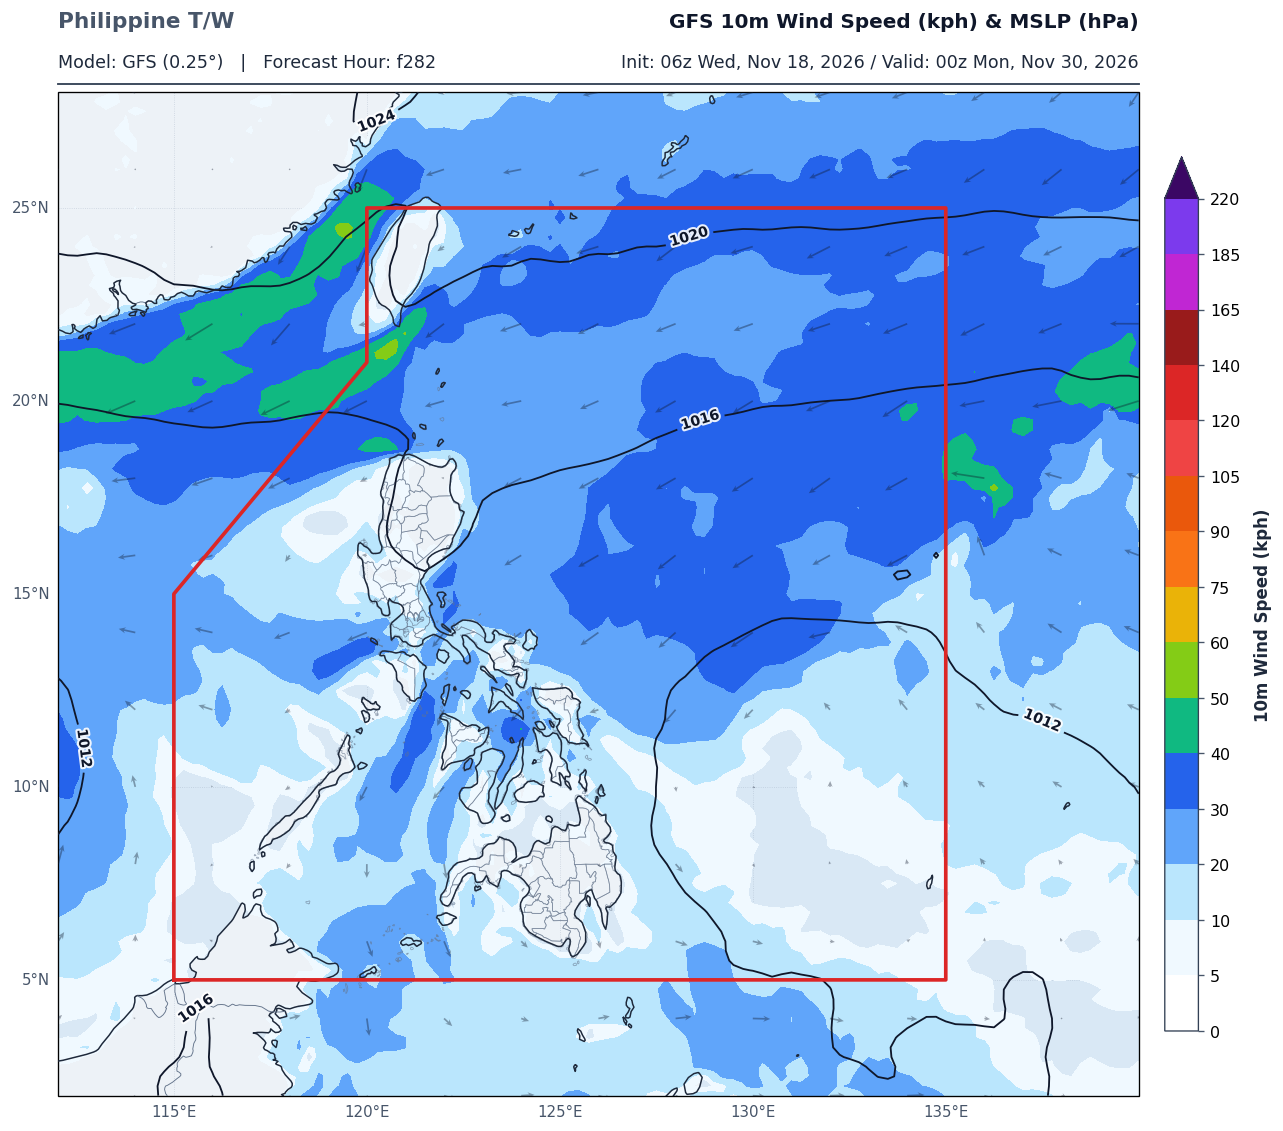 Philippine T/W
GFS 10m Wind Speed (kph) & MSLP (hPa)
Model: GFS (0.25°)   |   Forecast Hour: f282
Init: 06z Wed, Nov 18, 2026 / Valid: 00z Mon, Nov 30, 2026
1024
1020
1016
1012
1012
1016
25°N
20°N
15°N
10°N
5°N
115°E
120°E
125°E
130°E
135°E
220
185
165
140
120
105
90
75
60
50
40
30
20
10
5
0
10m Wind Speed (kph)